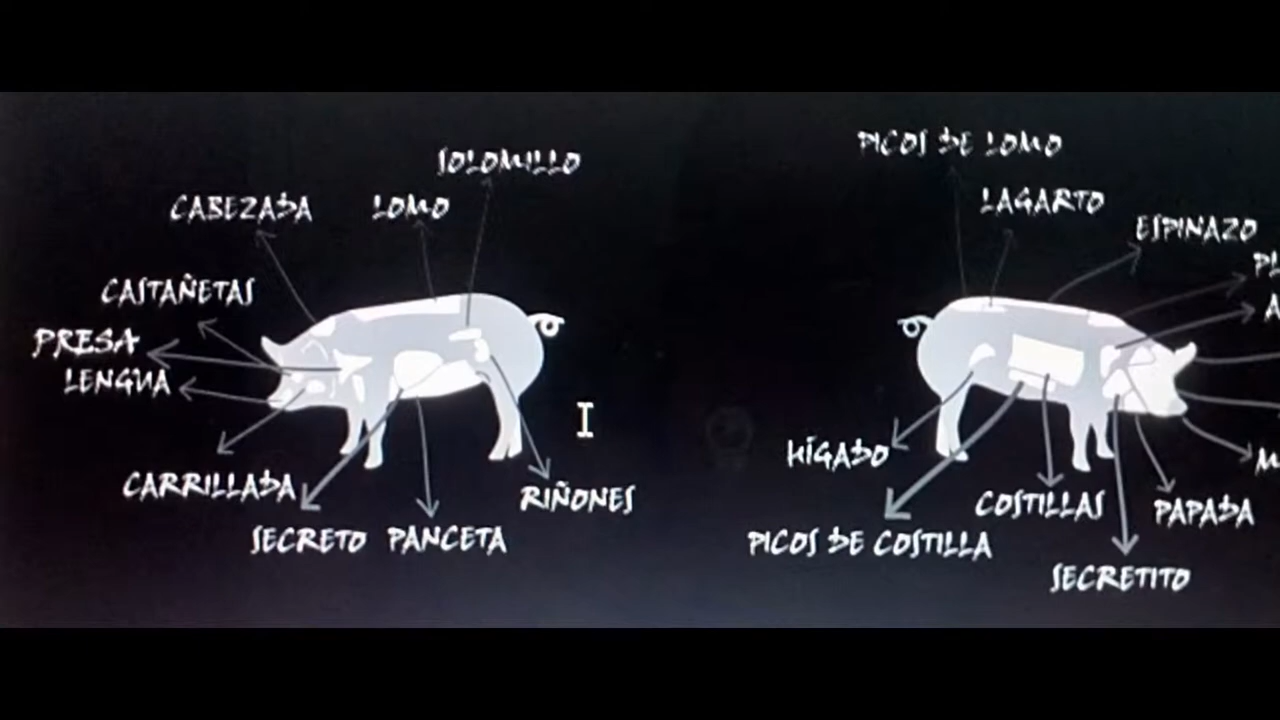 SOLOMILLO
CABEZADA
LOMO
CASTAÑETAS
PRESA
LENGUA
CARRILLADA
SECRETO
PANCETA
RIÑONES
PICOS DE LOMO
LAGARTO
ESPINAZO
HÍGADO
PICOS DE COSTILLA
COSTILLAS
PAPADA
SECRETITO